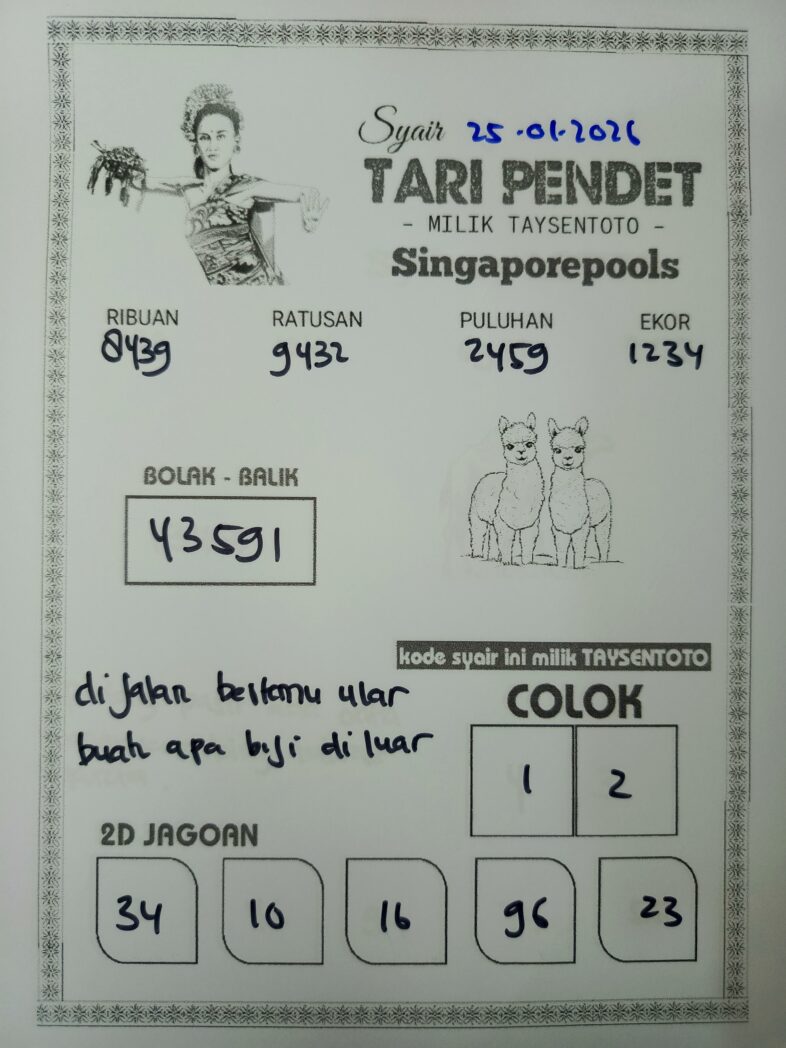 Syair 25-01-2026
TARI PENDET
- MILIK TAYSENTOTO -
Singaporepools
RIBUAN RATUSAN PULUHAN EKOR
8439 9432 2459 1234
BOLAK - BALIK
43591
kode syair ini milik TAYSENTOTO
di jalan bertemu ular
buah apa biji di luar
COLOK
1 2
2D JAGOAN
34 10 16 96 23